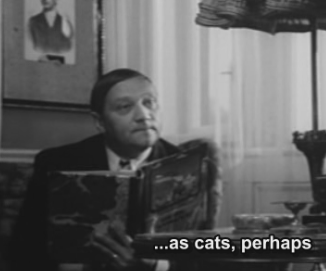 ...as cats, perhaps